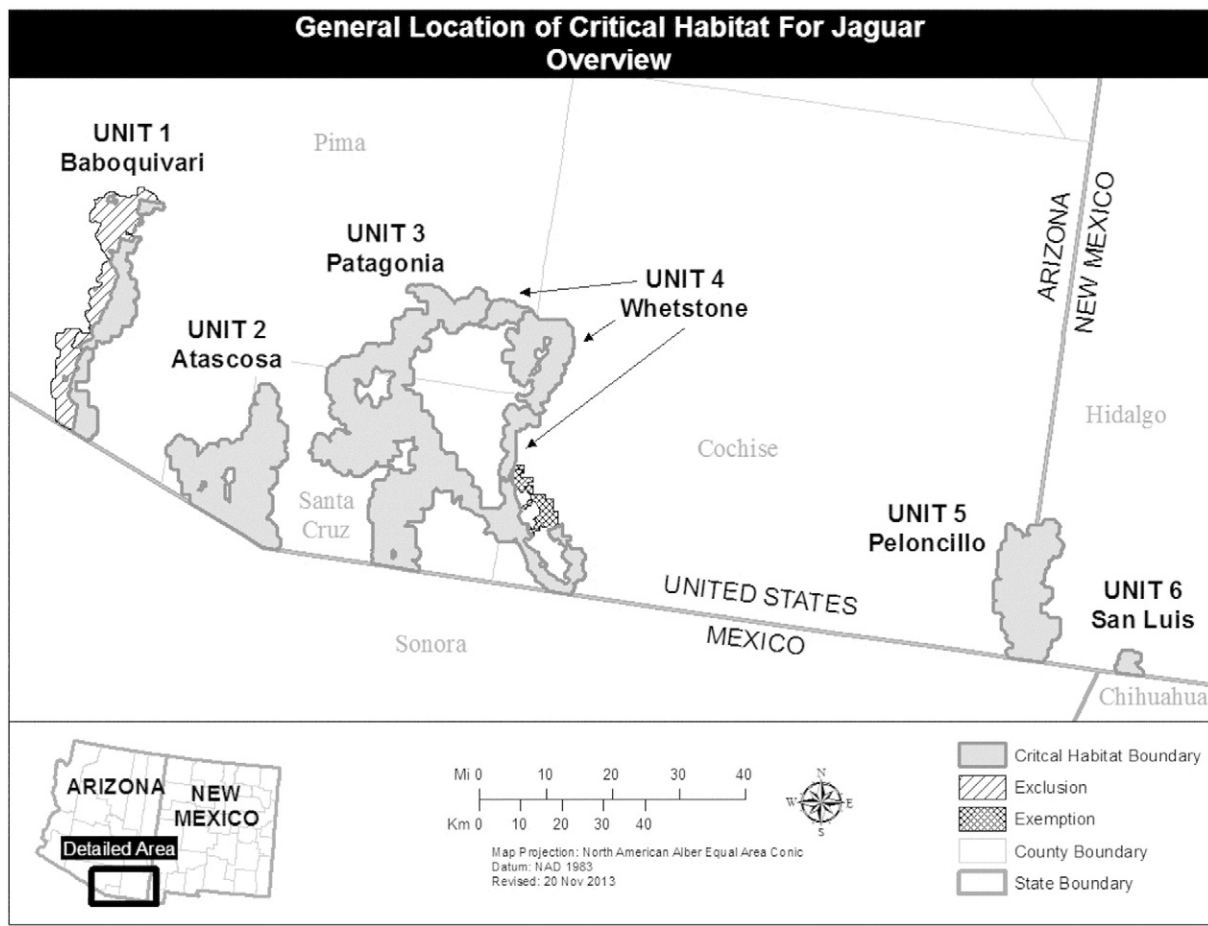 General Location of Critical Habitat For Jaguar
Overview
UNIT 1
Baboquivari
Pima
UNIT 3
Patagonia
UNIT 4
Whetstone
ARIZONA
NEW MEXICO
UNIT 2
Atascosa
Hidalgo
Cochise
Santa
Cruz
UNIT 5
Peloncillo
UNIT 6
San Luis
UNITED STATES
MEXICO
Sonora
Chihuahua
ARIZONA
NEW
MEXICO
Detailed Area
Mi 0 10 20 30 40
Km 0 10 20 30 40
Map Projection: North American Alber Equal Area Conic
Datum: NAD 1983
Revised: 20 Nov 2013
N
W E
S
Critcal Habitat Boundary
Exclusion
Exemption
County Boundary
State Boundary